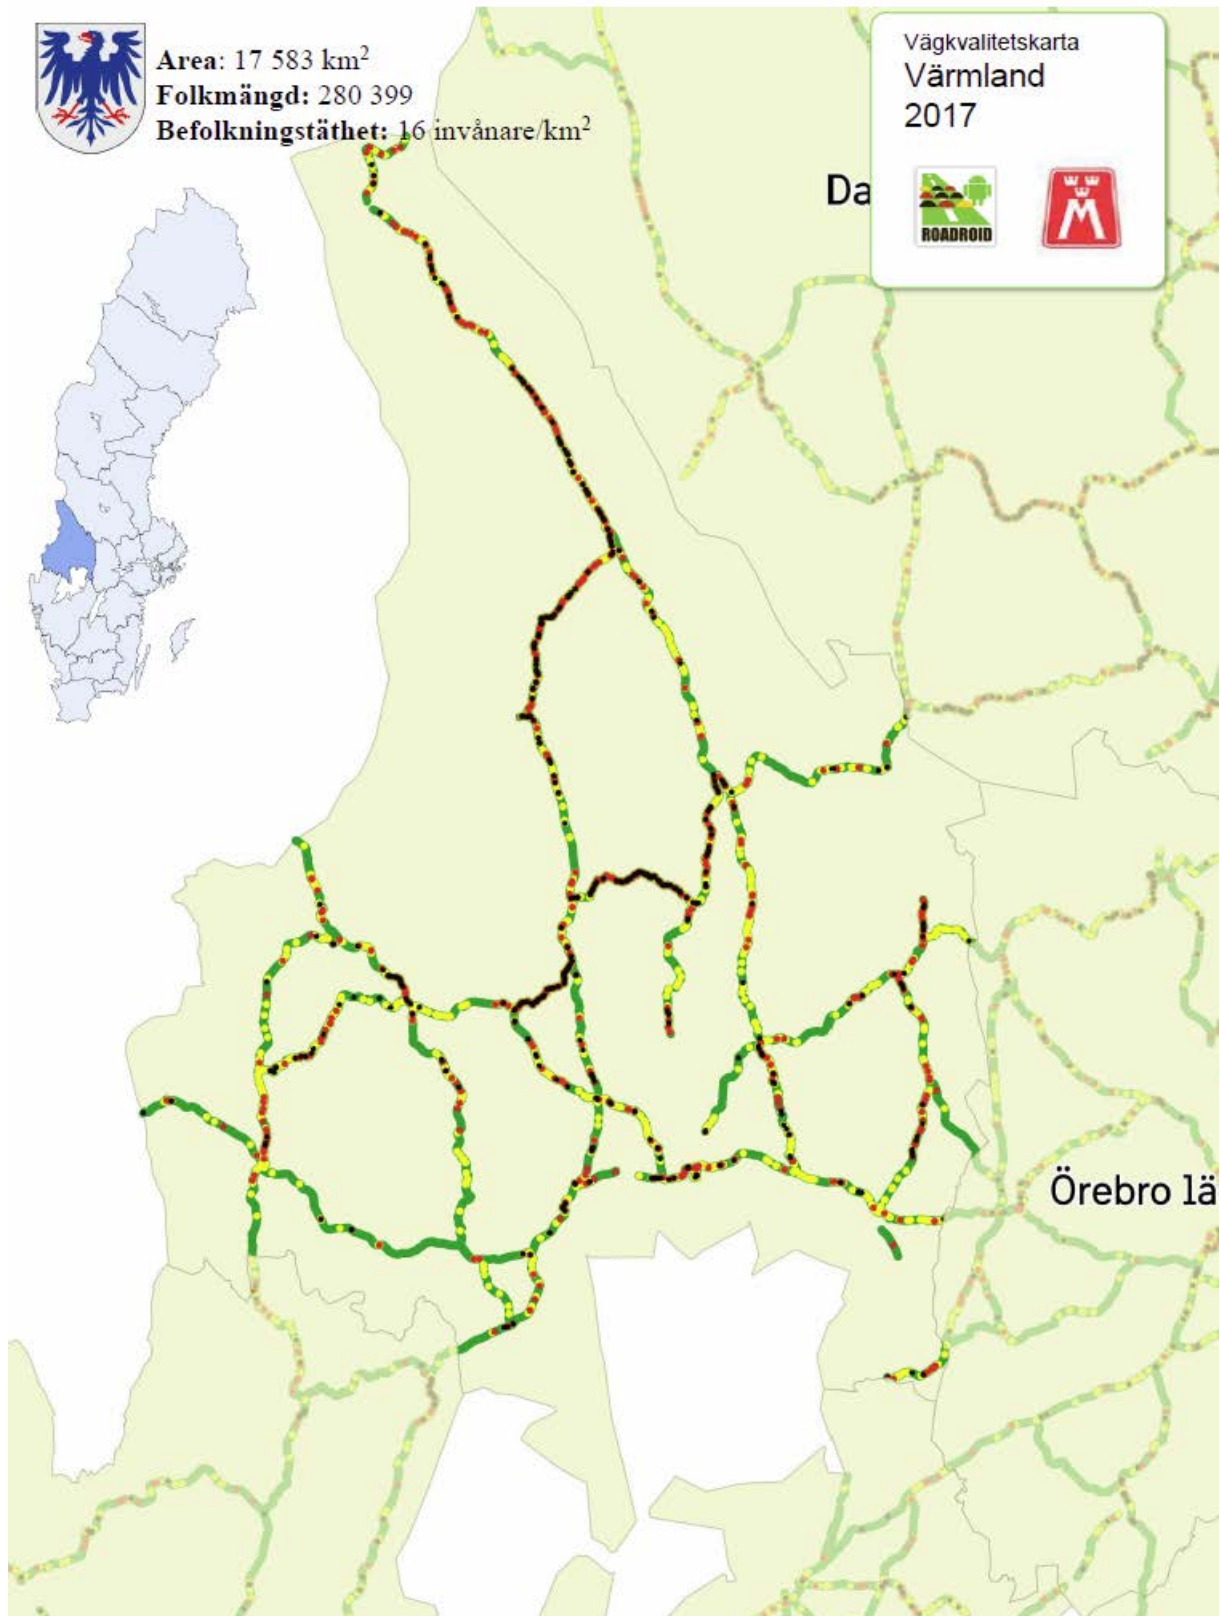 Area: 17 583 km²
Folkmängd: 280 399
Befolkningstäthet: 16 invånare/km²
Vägkvalitetskarta
Värmland
2017
ROADROID
M
Da
Örebro lä